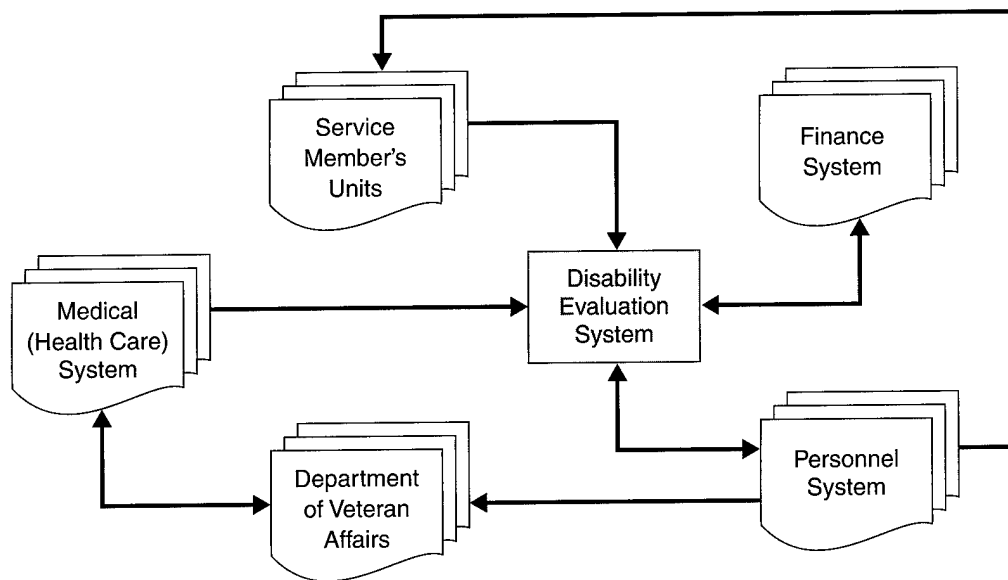 Service
Member's
Units
Finance
System
Disability
Evaluation
System
Medical
(Health Care)
System
Department
of Veteran
Affairs
Personnel
System